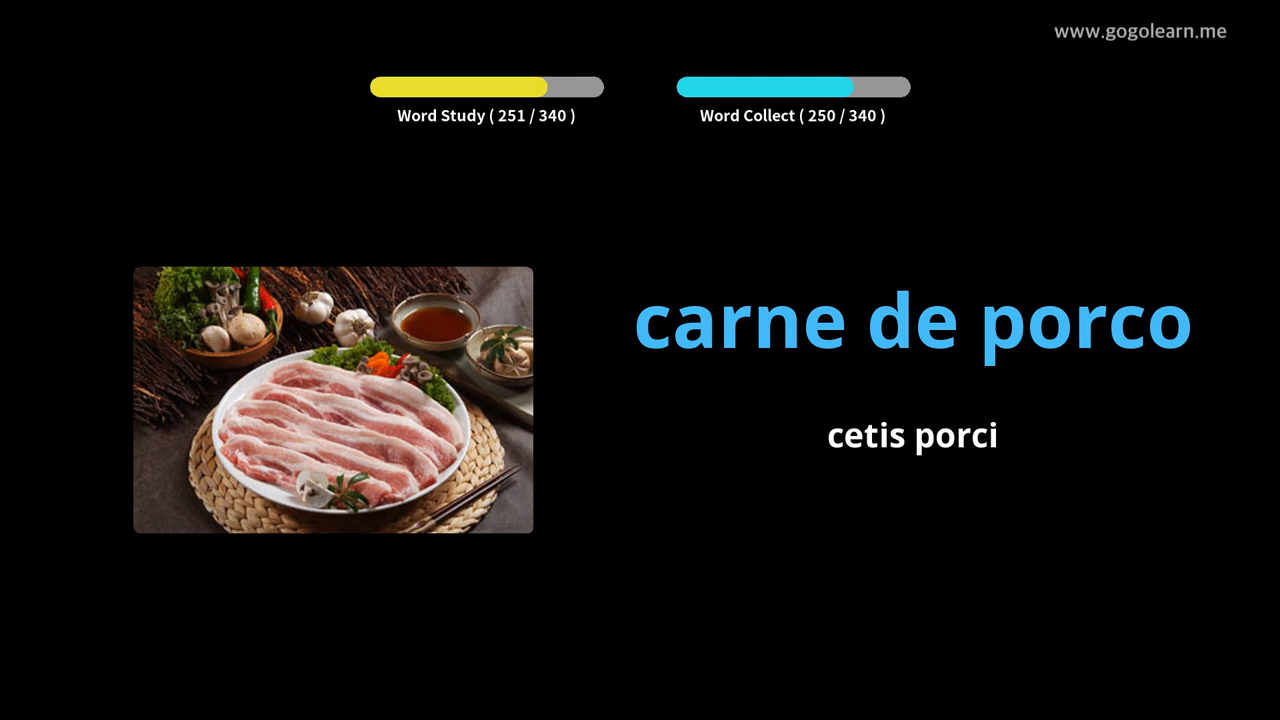 www.gogolearn.me
Word Study ( 251 / 340 )
Word Collect ( 250 / 340 )
carne de porco
cetis porci